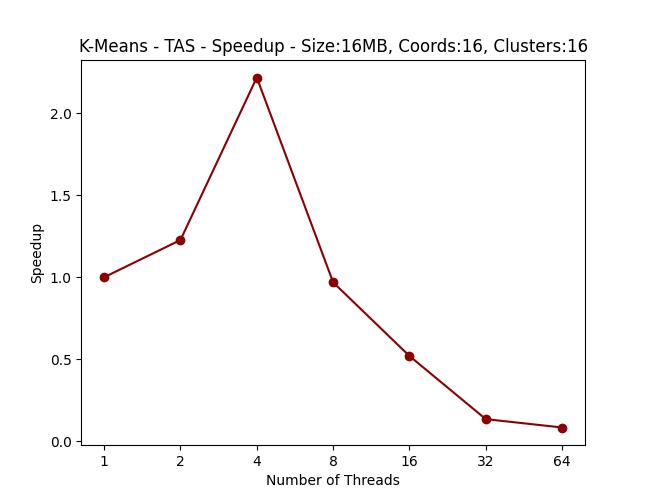 K-Means - TAS - Speedup - Size:16MB, Coords:16, Clusters:16
2.0
1.5
1.0
0.5
0.0
Speedup
1 2 4 8 16 32 64
Number of Threads